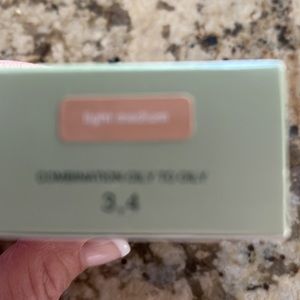 light medium
COMBINATION OILY TO OILY
3,4